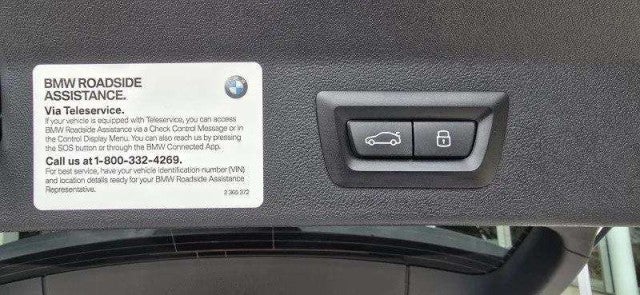 BMW ROADSIDE
ASSISTANCE.
Via Teleservice.
If your vehicle is equipped with Teleservice, you can access
BMW Roadside Assistance via a Check Control Message or in
the Control Display Menu. You can also reach us by pressing
the SOS button or through the BMW Connected App.
Call us at 1-800-332-4269.
For best service, have your vehicle identification number (VIN)
and location details ready for your BMW Roadside Assistance
Representative.
2 365 372